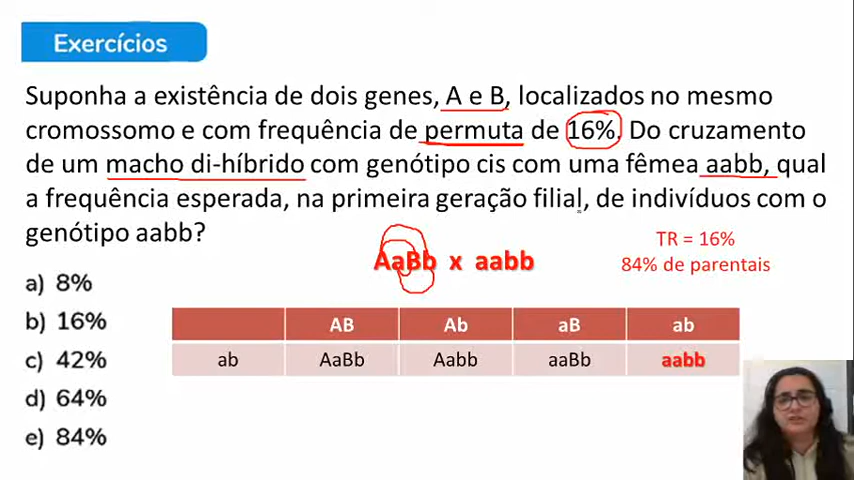 Exercícios
Suponha a existência de dois genes, A e B, localizados no mesmo
cromossomo e com frequência de permuta de 16%. Do cruzamento
de um macho di-híbrido com genótipo cis com uma fêmea aabb, qual
a frequência esperada, na primeira geração filial, de indivíduos com o
genótipo aabb?
AaBb x aabb
TR = 16%
84% de parentais
a) 8%
b) 16%
c) 42%
d) 64%
e) 84%
AB Ab aB ab
ab AaBb Aabb aaBb aabb